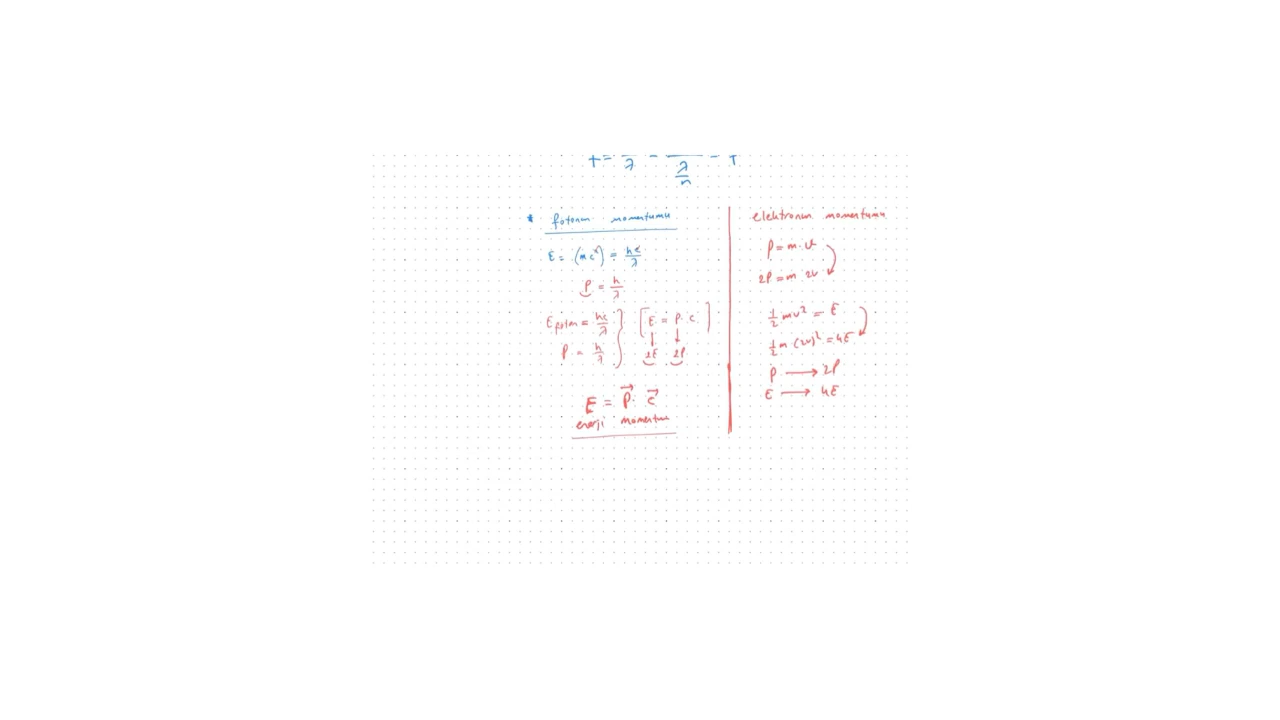 f = — = — = f
λ
λ/n
* fotonun momentumu
E = (mc²) = hc/λ
P = h/λ
E foton = hc/λ
P = h/λ
[E = P.c]
2E 2P
E = P⃗ . c⃗
enerji momentum
elektronun momentumu
P = m.v
2P = m.2v
1/2 mv² = E
1/2 m (2v)² = 4E
P → 2P
E → 4E